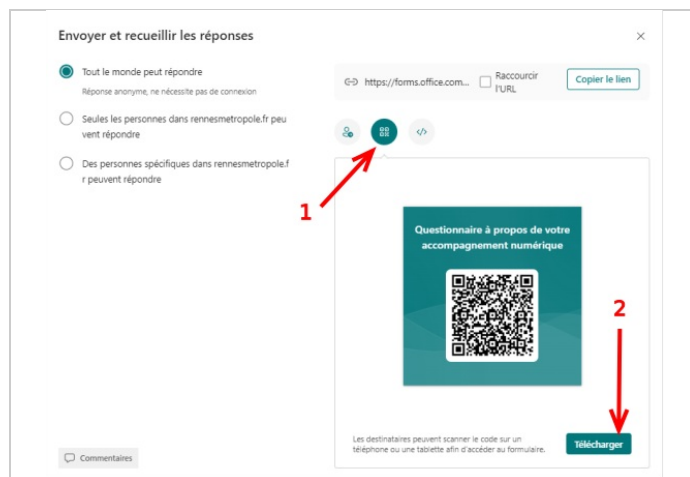 Envoyer et recueillir les réponses
Tout le monde peut répondre
Réponse anonyme, ne nécessite pas de connexion
Seules les personnes dans rennesmetropole.fr peu
vent répondre
Des personnes spécifiques dans rennesmetropole.f
r peuvent répondre
https://forms.office.com...
Raccourcir
l'URL
Copier le lien
1
Questionnaire à propos de votre
accompagnement numérique
2
Les destinataires peuvent scanner le code sur un
téléphone ou une tablette afin d'accéder au formulaire.
Télécharger
Commentaires